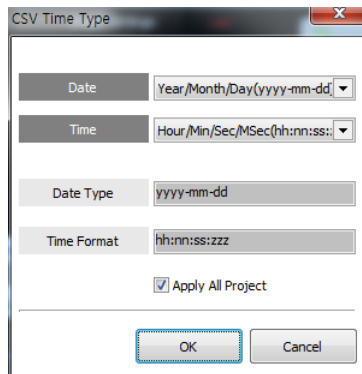 CSV Time Type
Date
Year/Month/Day(yyyy-mm-dd)
Time
Hour/Min/Sec/MSec(hh:nn:ss:
Date Type
yyyy-mm-dd
Time Format
hh:nn:ss:zzz
Apply All Project
OK
Cancel